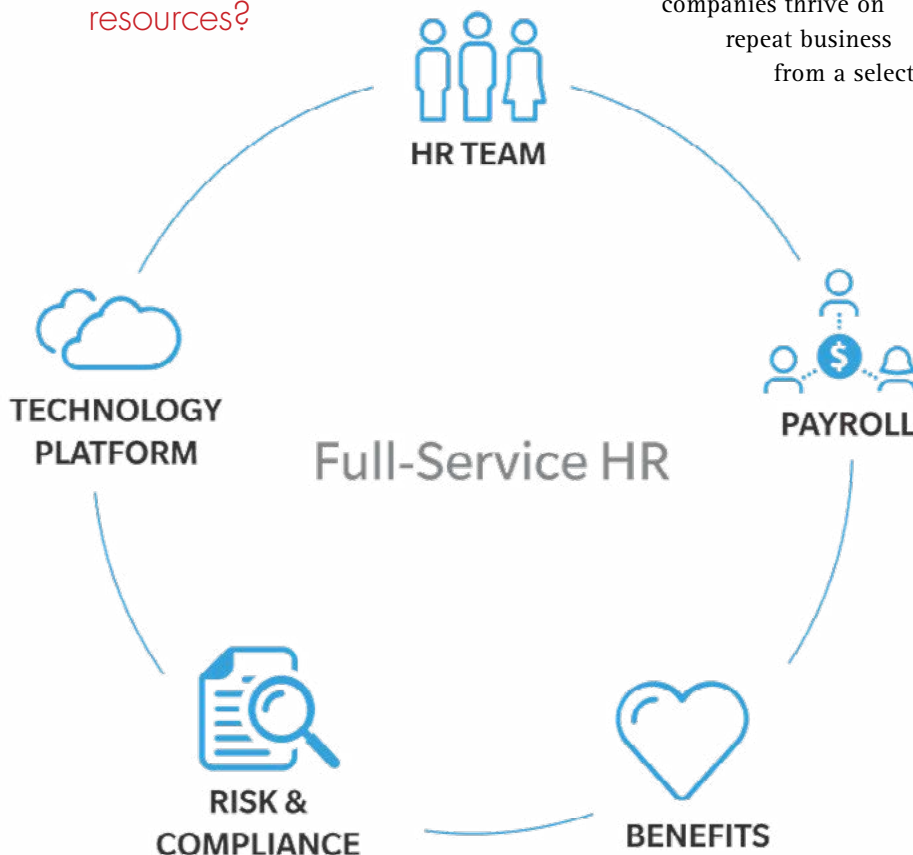 resources?
companies thrive on
repeat business
from a select
HR TEAM
TECHNOLOGY
PLATFORM
PAYROLL
$
Full-Service HR
RISK &
COMPLIANCE
BENEFITS